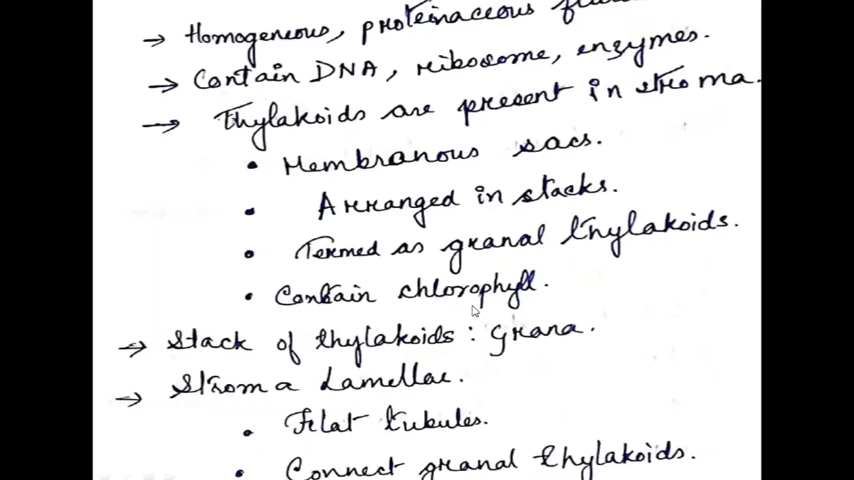 → Homogeneous, proteinaceous
→ Contain DNA, ribosome, enzymes.
→ Thylakoids are present in stroma.
• Membranous sacs.
• Arranged in stacks.
• Termed as granal thylakoids.
• Contain chlorophyll.
→ Stack of thylakoids : Grana.
→ Stroma Lamellae.
• Flat tubules.
• Connect granal thylakoids.